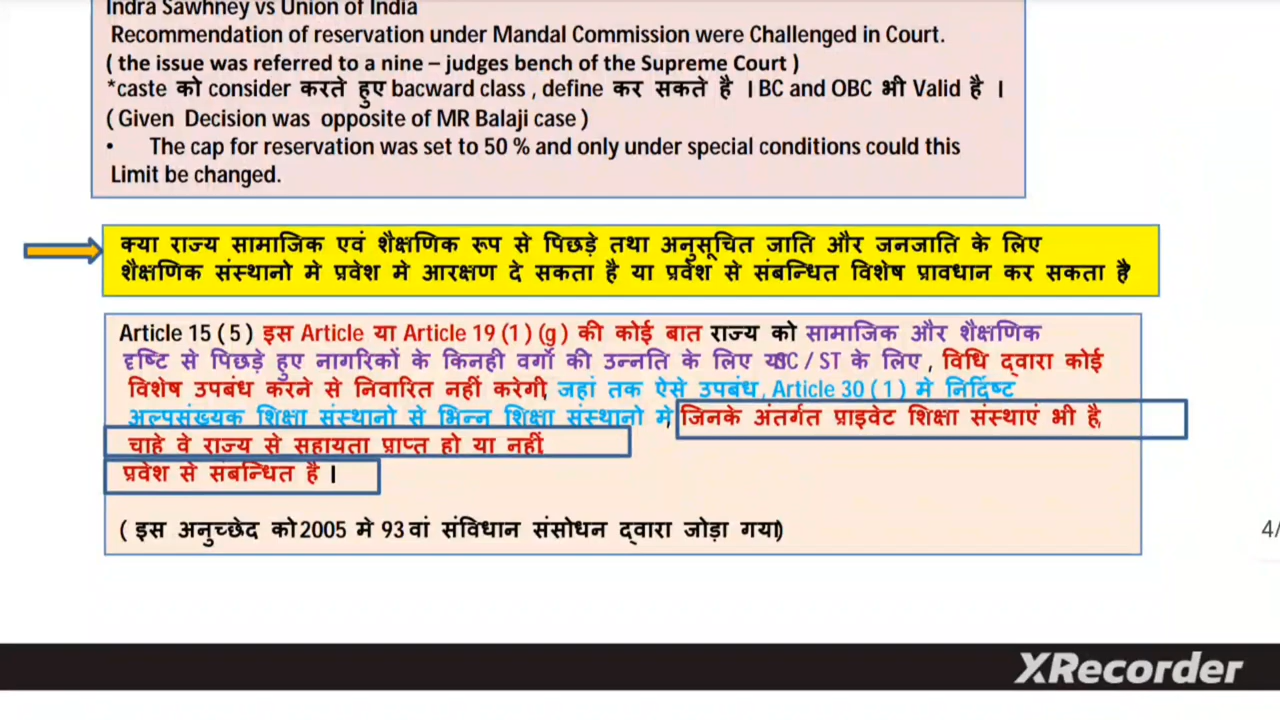 Indra Sawhney vs Union of India
Recommendation of reservation under Mandal Commission were Challenged in Court.
( the issue was referred to a nine – judges bench of the Supreme Court )
*caste को consider करते हुए bacward class , define कर सकते है । BC and OBC भी Valid है ।
( Given Decision was opposite of MR Balaji case )
• The cap for reservation was set to 50 % and only under special conditions could this
Limit be changed.
क्या राज्य सामाजिक एवं शैक्षणिक रूप से पिछड़े तथा अनुसूचित जाति और जनजाति के लिए
शैक्षणिक संस्थानो मे प्रवेश मे आरक्षण दे सकता है या प्रवेश से संबन्धित विशेष प्रावधान कर सकता है
Article 15 ( 5 ) इस Article या Article 19 ( 1 ) (g) की कोई बात राज्य को सामाजिक और शैक्षणिक
दृष्टि से पिछड़े हुए नागरिकों के किनही वर्गो की उन्नति के लिए या SC / ST के लिए , विधि द्वारा कोई
विशेष उपबंध करने से निवारित नहीं करेगी, जहां तक ऐसे उपबंध, Article 30 ( 1 ) मे निर्दिष्ट
अल्पसंख्यक शिक्षा संस्थानो से भिन्न शिक्षा संस्थानो मे, जिनके अंतर्गत प्राइवेट शिक्षा संस्थाएं भी है,
चाहे वे राज्य से सहायता प्राप्त हो या नहीं,
प्रवेश से संबन्धित है ।
( इस अनुच्छेद को 2005 मे 93 वां संविधान संसोधन द्वारा जोड़ा गया)
4/
XRecorder